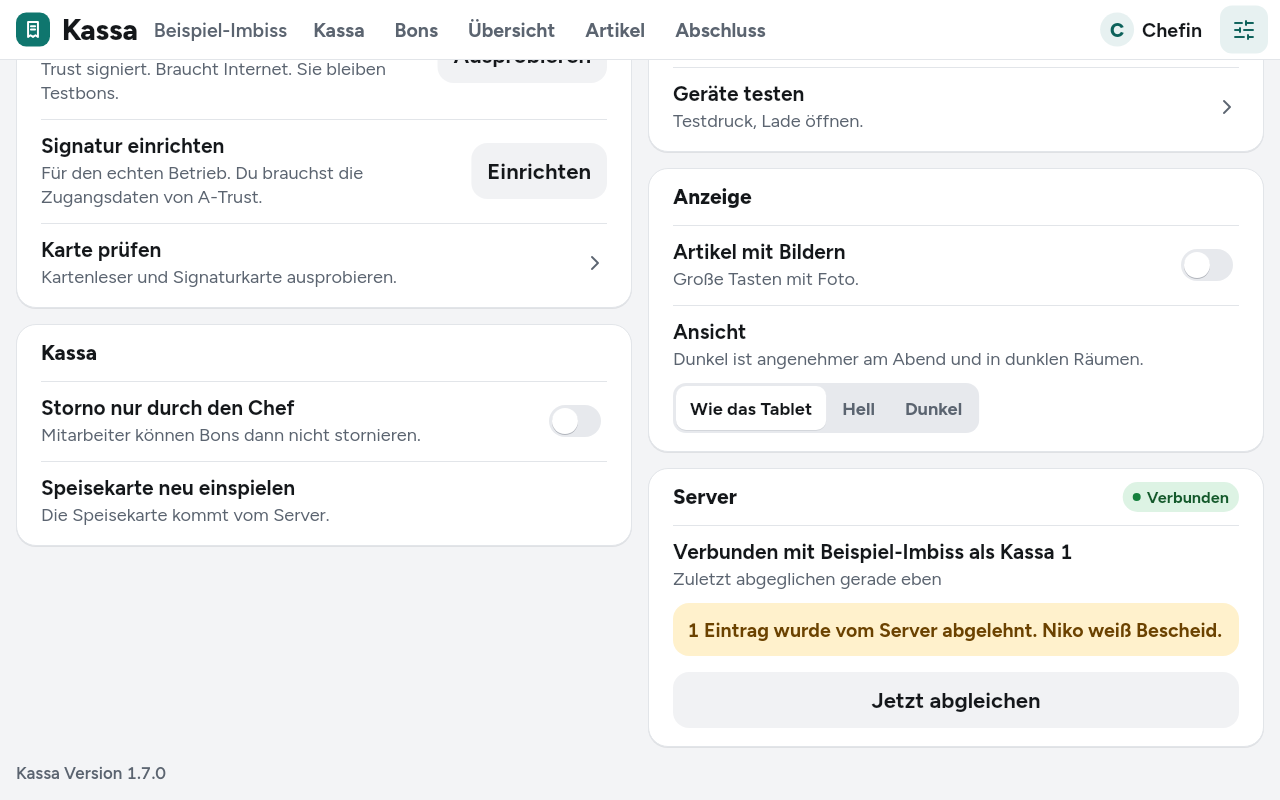 Kassa Beispiel-Imbiss Kassa Bons Übersicht Artikel Abschluss C Chefin
Trust signiert. Braucht Internet. Sie bleiben
Testbons.
Ausprobieren
Signatur einrichten
Für den echten Betrieb. Du brauchst die
Zugangsdaten von A-Trust.
Einrichten
Karte prüfen
Kartenleser und Signaturkarte ausprobieren.
Kassa
Storno nur durch den Chef
Mitarbeiter können Bons dann nicht stornieren.
Speisekarte neu einspielen
Die Speisekarte kommt vom Server.
Geräte testen
Testdruck, Lade öffnen.
Anzeige
Artikel mit Bildern
Große Tasten mit Foto.
Ansicht
Dunkel ist angenehmer am Abend und in dunklen Räumen.
Wie das Tablet Hell Dunkel
Server Verbunden
Verbunden mit Beispiel-Imbiss als Kassa 1
Zuletzt abgeglichen gerade eben
1 Eintrag wurde vom Server abgelehnt. Niko weiß Bescheid.
Jetzt abgleichen
Kassa Version 1.7.0